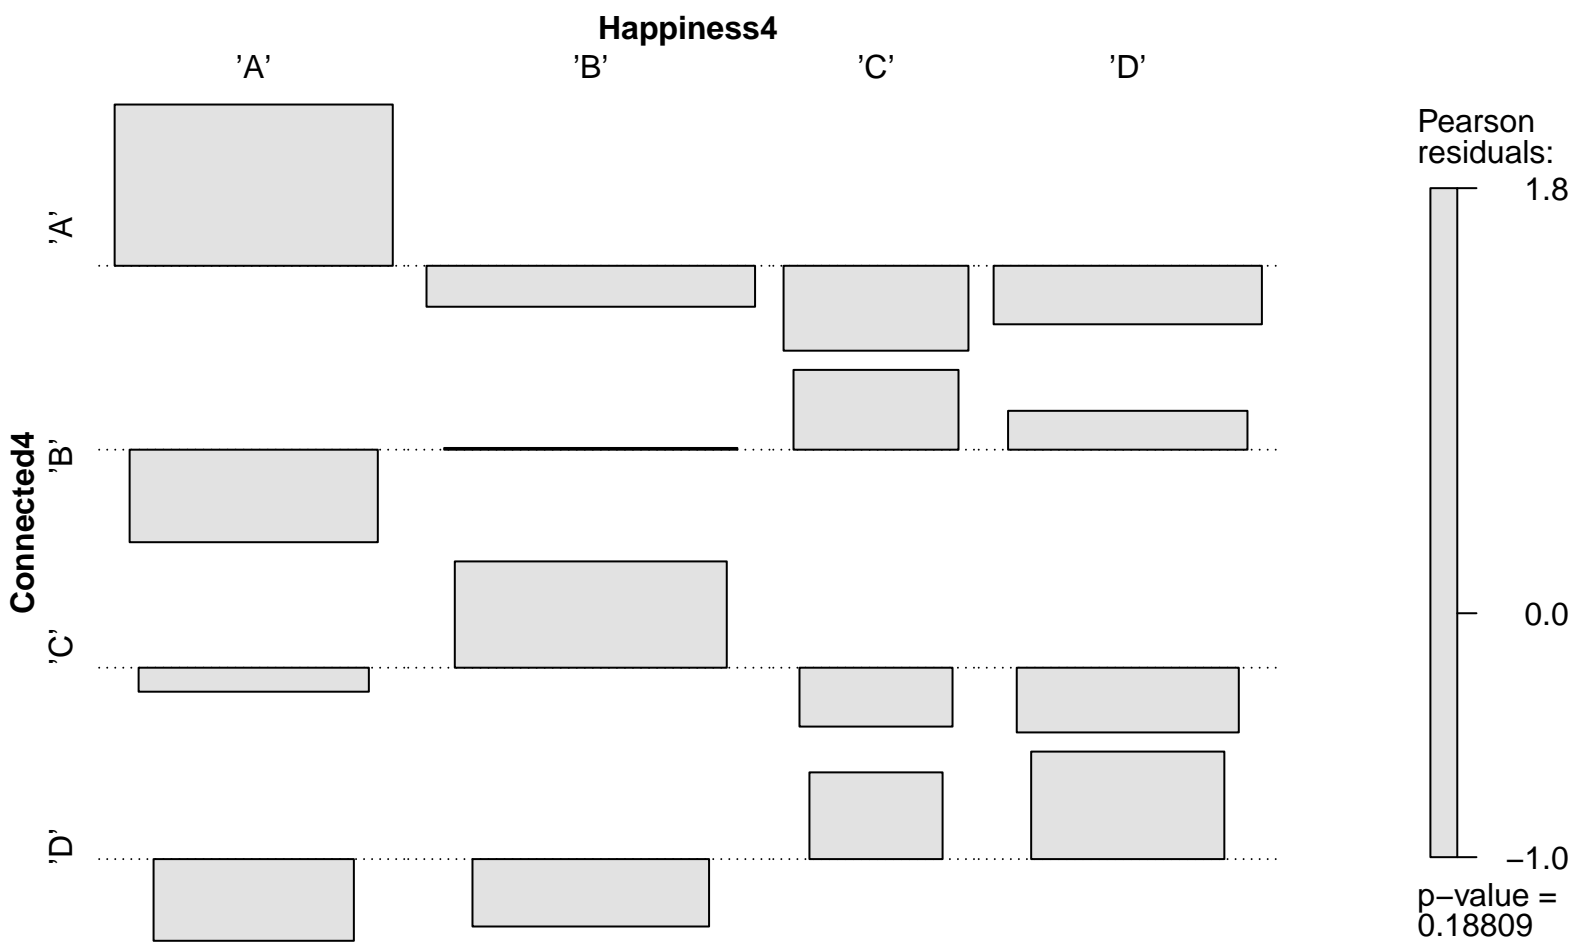 Happiness4
’A’ ’B’ ’C’ ’D’
Connected4
’A’
’B’
’C’
’D’
Pearson
residuals:
1.8
0.0
−1.0
p−value =
0.18809